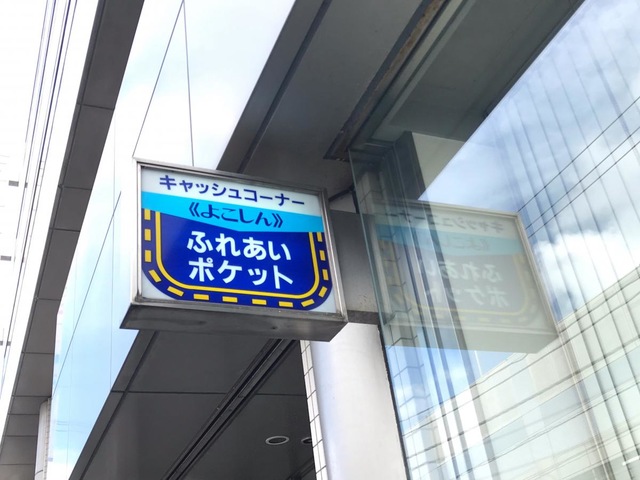 キャッシュコーナー
《よこしん》
ふれあい
ポケット